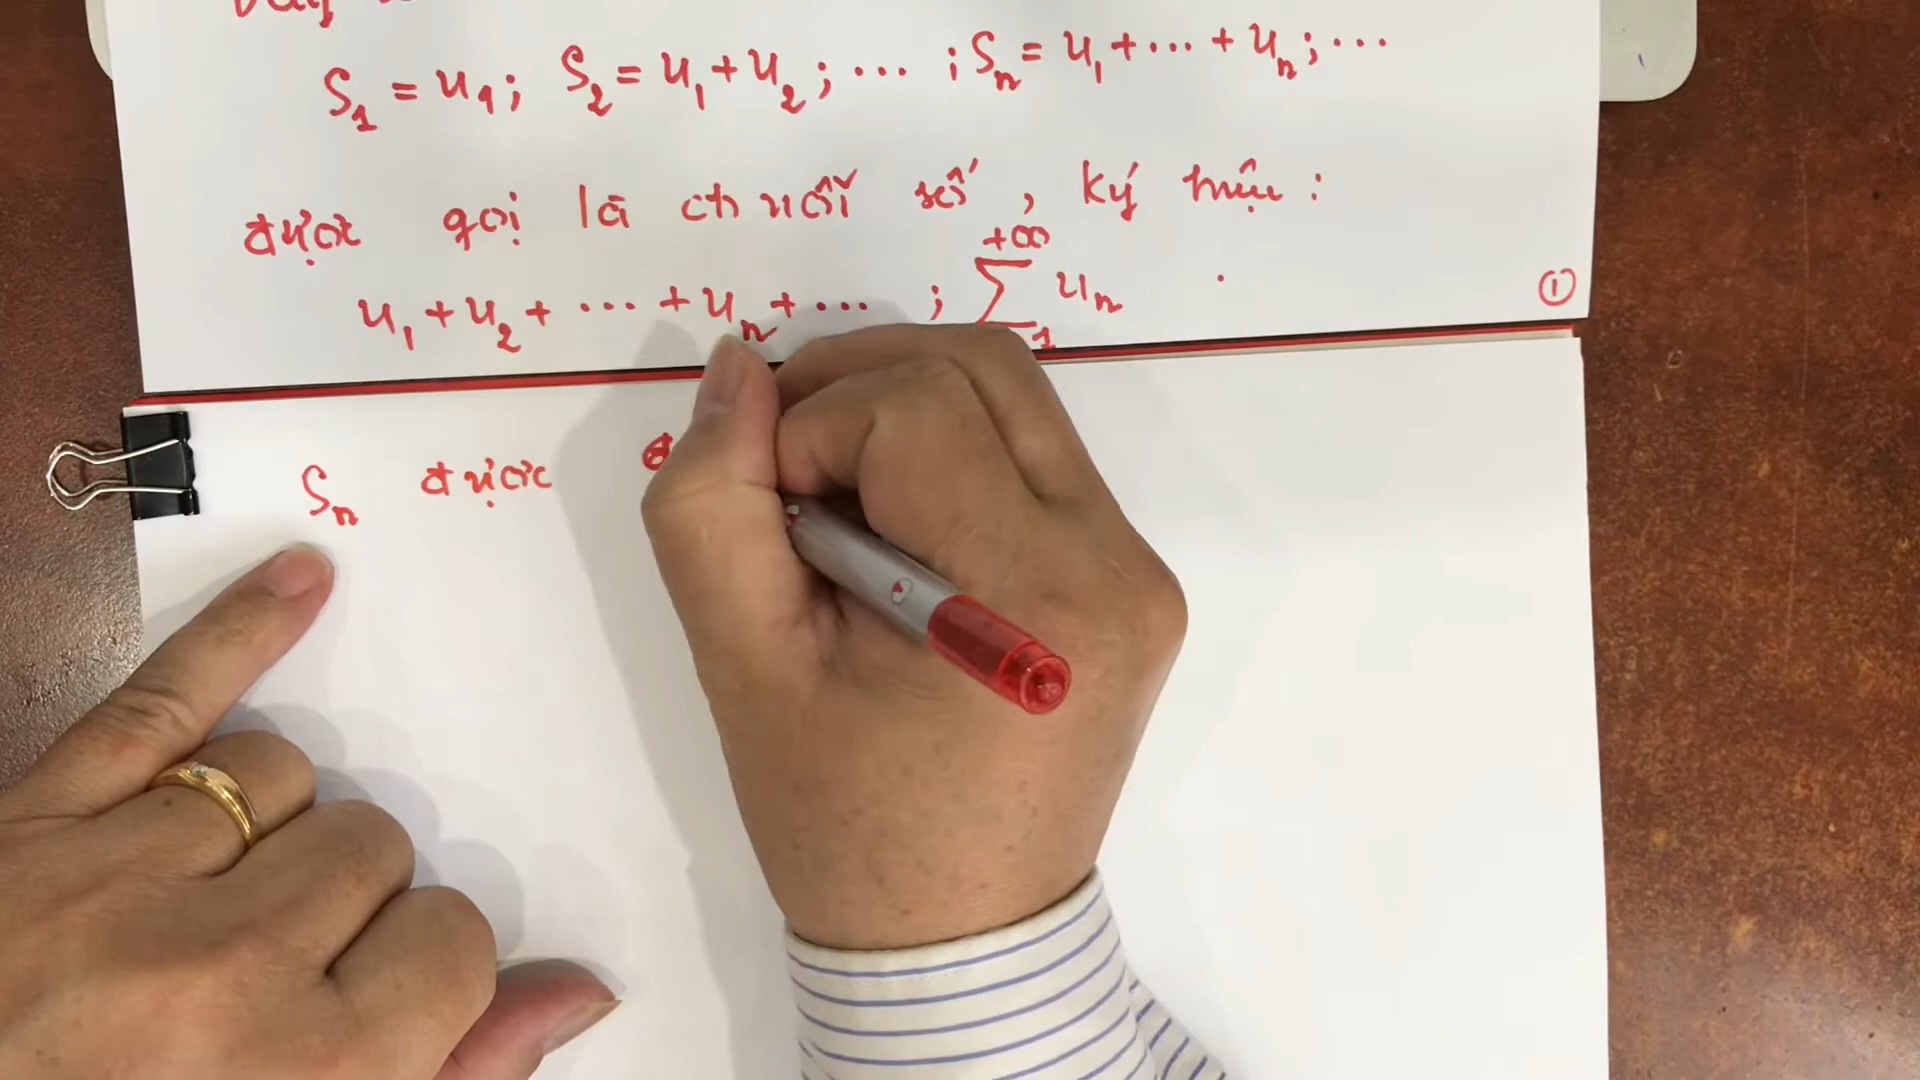 S₁ = u₁; S₂ = u₁ + u₂; ... ; Sₙ = u₁ + ... + uₙ; ...
được gọi là chuỗi số, ký hiệu:
u₁ + u₂ + ... + uₙ + ... ; +∞ ∑ 1 uₙ .
①
Sₙ được